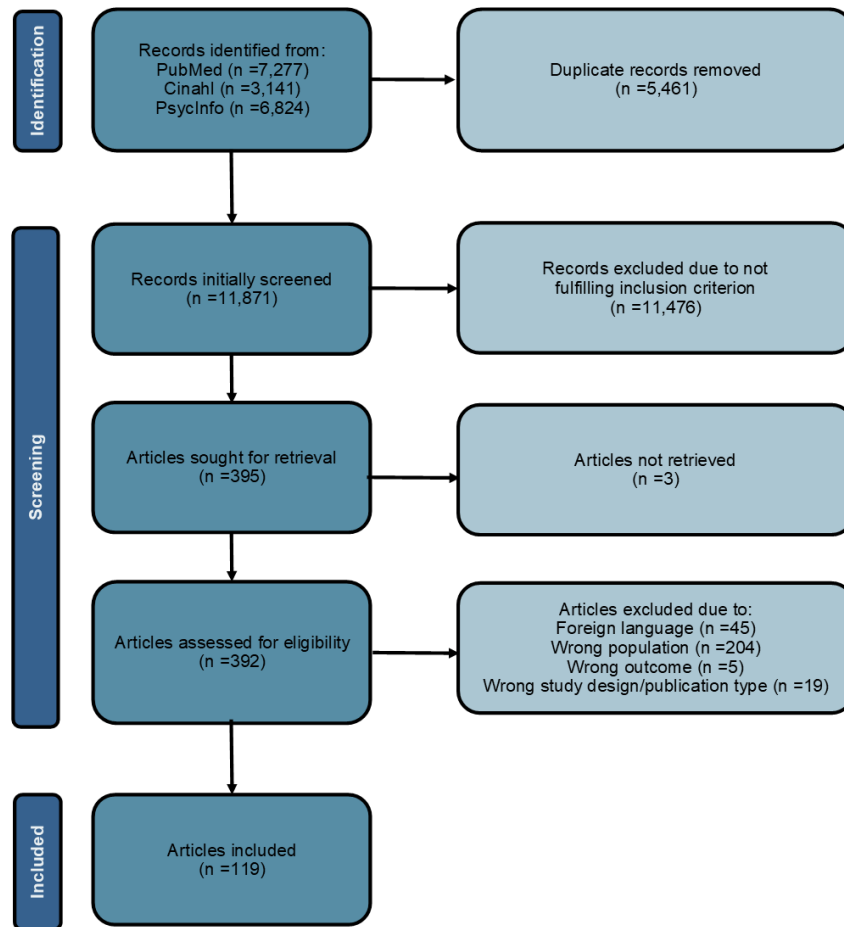 Identification
Records identified from:
PubMed (n =7,277)
Cinahl (n =3,141)
PsycInfo (n =6,824)
Duplicate records removed
(n =5,461)
Screening
Records initially screened
(n =11,871)
Records excluded due to not
fulfilling inclusion criterion
(n =11,476)
Articles sought for retrieval
(n =395)
Articles not retrieved
(n =3)
Articles assessed for eligibility
(n =392)
Articles excluded due to:
Foreign language (n =45)
Wrong population (n =204)
Wrong outcome (n =5)
Wrong study design/publication type (n =19)
Included
Articles included
(n =119)